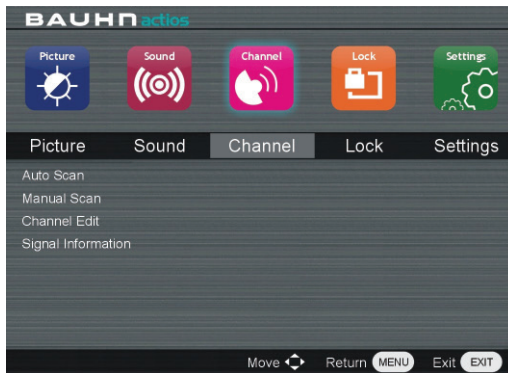 BAUHN actios
Picture Sound Channel Lock Settings
Picture Sound Channel Lock Settings
Auto Scan
Manual Scan
Channel Edit
Signal Information
Move Return MENU Exit EXIT